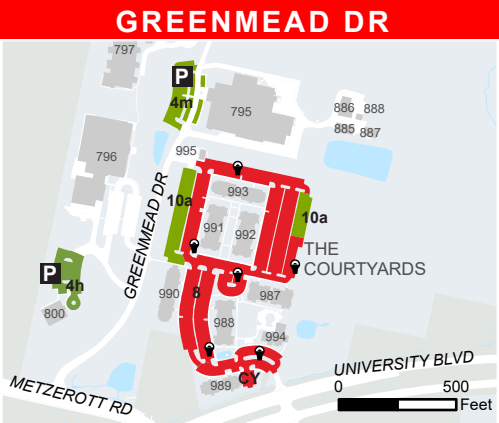 GREENMEAD DR
797
P
4m
795
886
888
885
887
796
995
993
10a
10a
991
992
THE
COURTYARDS
GREENMEAD DR
P
4h
990
8
987
800
988
994
989
CY
UNIVERSITY BLVD
METZEROTT RD
0
500
Feet